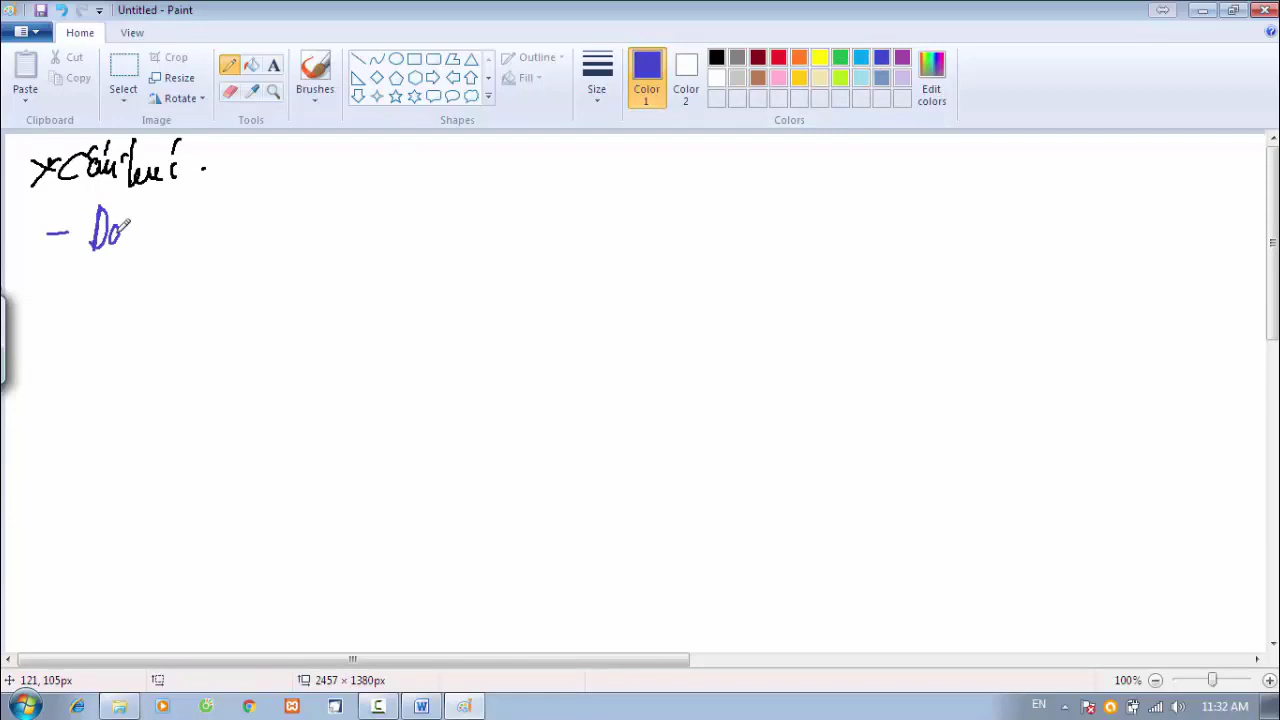 Untitled - Paint
Home View
Cut
Copy
Paste
Crop
Resize
Rotate
Select
Brushes
Outline
Fill
Size
Color 1
Color 2
Edit colors
Clipboard Image Tools Shapes Colors
- Do
121, 105px
2457 × 1380px
100%
EN
11:32 AM